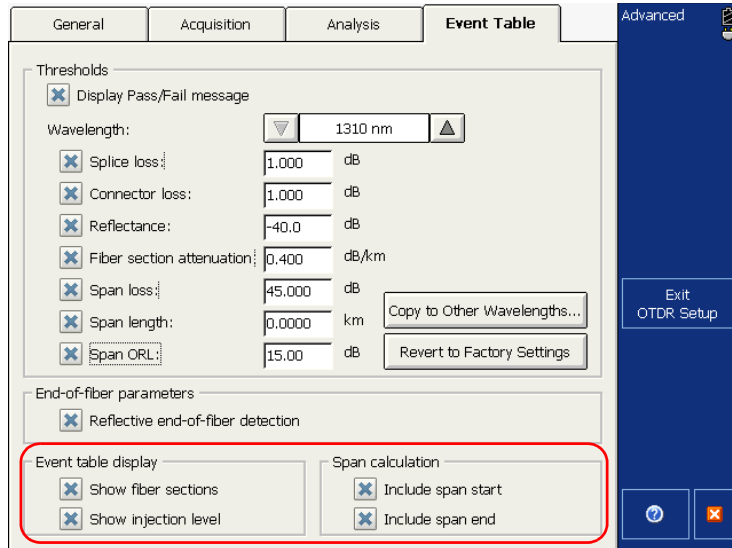 General Acquisition Analysis Event Table Advanced
Thresholds
Display Pass/Fail message
Wavelength: 1310 nm
Splice loss: 1.000 dB
Connector loss: 1.000 dB
Reflectance: -40.0 dB
Fiber section attenuation: 0.400 dB/km
Span loss: 45.000 dB
Span length: 0.0000 km
Span ORL: 15.00 dB
Copy to Other Wavelengths...
Revert to Factory Settings
Exit
OTDR Setup
End-of-fiber parameters
Reflective end-of-fiber detection
Event table display
Show fiber sections
Show injection level
Span calculation
Include span start
Include span end